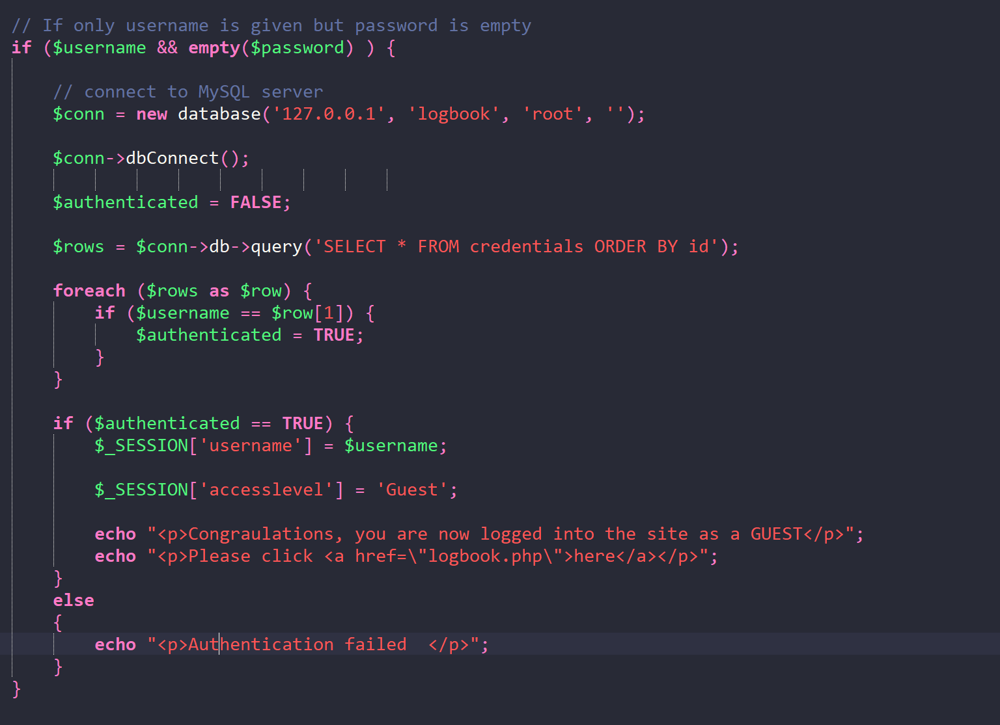 // If only username is given but password is empty
if ($username && empty($password) ) {
// connect to MySQL server
$conn = new database('127.0.0.1', 'logbook', 'root', '');
$conn->dbConnect();
$authenticated = FALSE;
$rows = $conn->db->query('SELECT * FROM credentials ORDER BY id');
foreach ($rows as $row) {
if ($username == $row[1]) {
$authenticated = TRUE;
}
}
if ($authenticated == TRUE) {
$_SESSION['username'] = $username;
$_SESSION['accesslevel'] = 'Guest';
echo "<p>Congraulations, you are now logged into the site as a GUEST</p>";
echo "<p>Please click <a href=\"logbook.php\">here</a></p>";
}
else
{
echo "<p>Authentication failed  </p>";
}
}